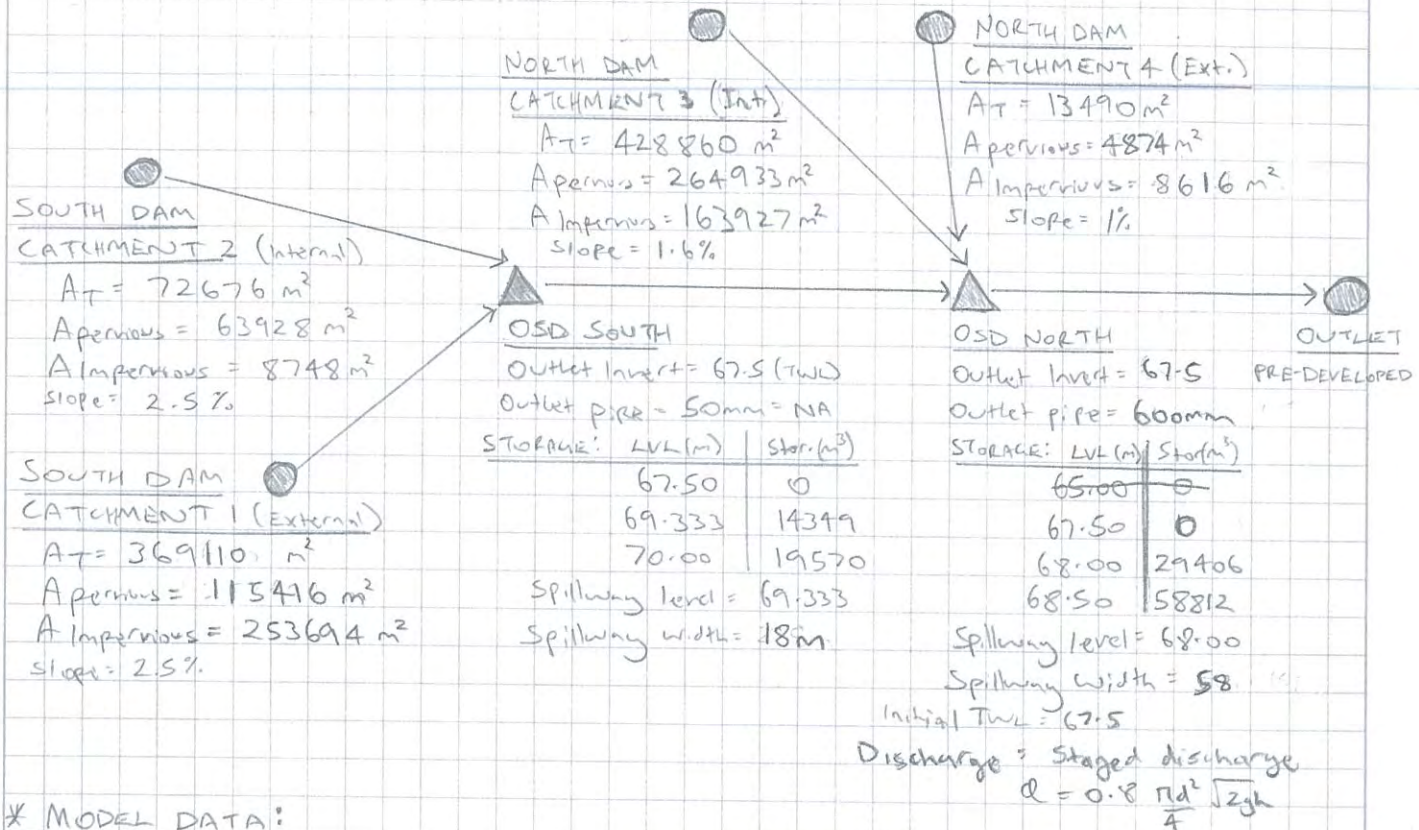 NORTH DAM
CATCHMENT 3 (Int)
AT = 428860 m²
Apervious = 264933 m²
A Impervious = 163927 m²
Slope = 1.6%
NORTH DAM
CATCHMENT 4 (Ext.)
AT = 13490 m²
Apervious = 4874 m²
A Impervious = 8616 m²
Slope = 1%
SOUTH DAM
CATCHMENT 2 (Internal)
AT = 72676 m²
Apervious = 63928 m²
A Impervious = 8748 m²
Slope = 2.5%
SOUTH DAM
CATCHMENT 1 (External)
AT = 369110 m²
Apervious = 115416 m²
A Impervious = 253694 m²
Slope = 2.5%
OSD SOUTH
Outlet Invert = 67.5 (TWL)
Outlet pipe = 50mm = NA
STORAGE: LVL (m) Stor. (m³)
67.50 0
69.333 14349
70.00 19570
Spillway level = 69.333
Spillway width = 18m
OSD NORTH
Outlet Invert = 67.5
Outlet pipe = 600mm
STORAGE: LVL (m) Stor (m³)
65.00 0
67.50 0
68.00 29406
68.50 58812
Spillway level = 68.00
Spillway width = 58
Initial TWL = 67.5
Discharge = Staged discharge
Q = 0.8 πd²/4 √2gh
OUTLET
PRE-DEVELOPED
* MODEL DATA: